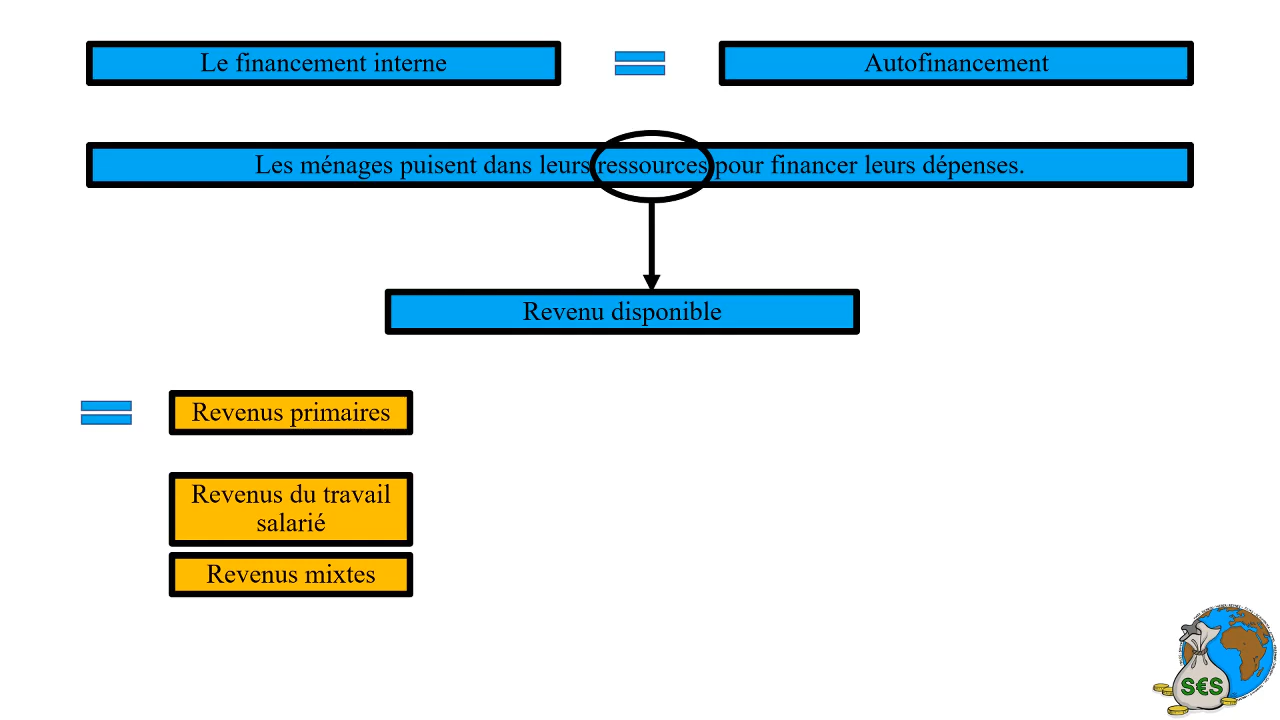 Le financement interne
Autofinancement
Les ménages puisent dans leurs ressources pour financer leurs dépenses.
Revenu disponible
Revenus primaires
Revenus du travail
salarié
Revenus mixtes
S€S